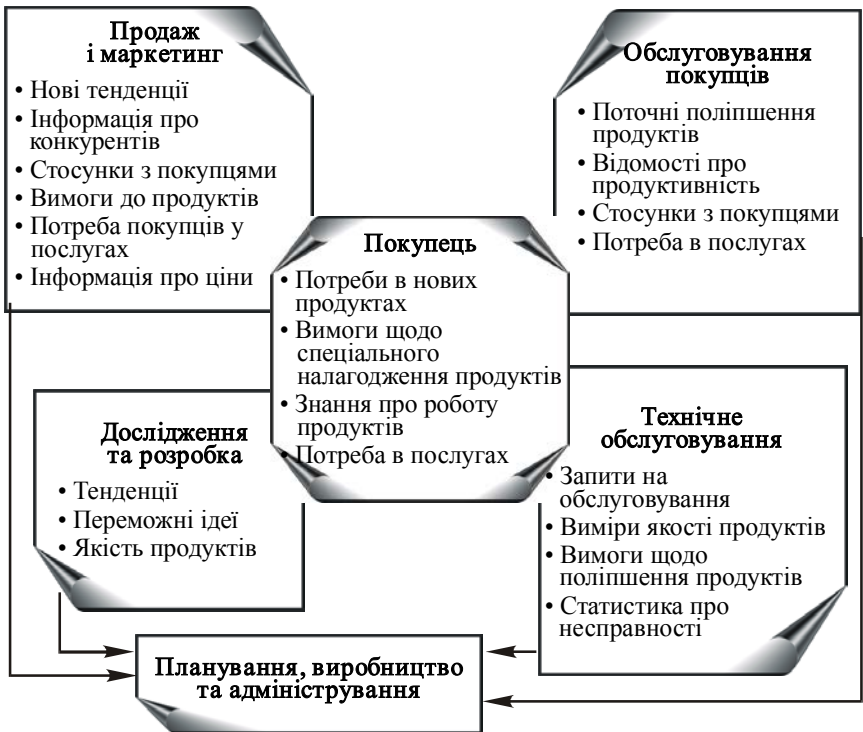 Продаж
і маркетинг
• Нові тенденції
• Інформація про
конкурентів
• Стосунки з покупцями
• Вимоги до продуктів
• Потреба покупців у
послугах
• Інформація про ціни
Обслуговування
покупців
• Поточні поліпшення
продуктів
• Відомості про
продуктивність
• Стосунки з покупцями
• Потреба в послугах
Покупець
• Потреби в нових
продуктах
• Вимоги щодо
спеціального
налагодження продуктів
• Знання про роботу
продуктів
• Потреба в послугах
Дослідження
та розробка
• Тенденції
• Переможні ідеї
• Якість продуктів
Технічне
обслуговування
• Запити на
обслуговування
• Виміри якості продуктів
• Вимоги щодо
поліпшення продуктів
• Статистика про
несправності
Планування, виробництво
та адміністрування